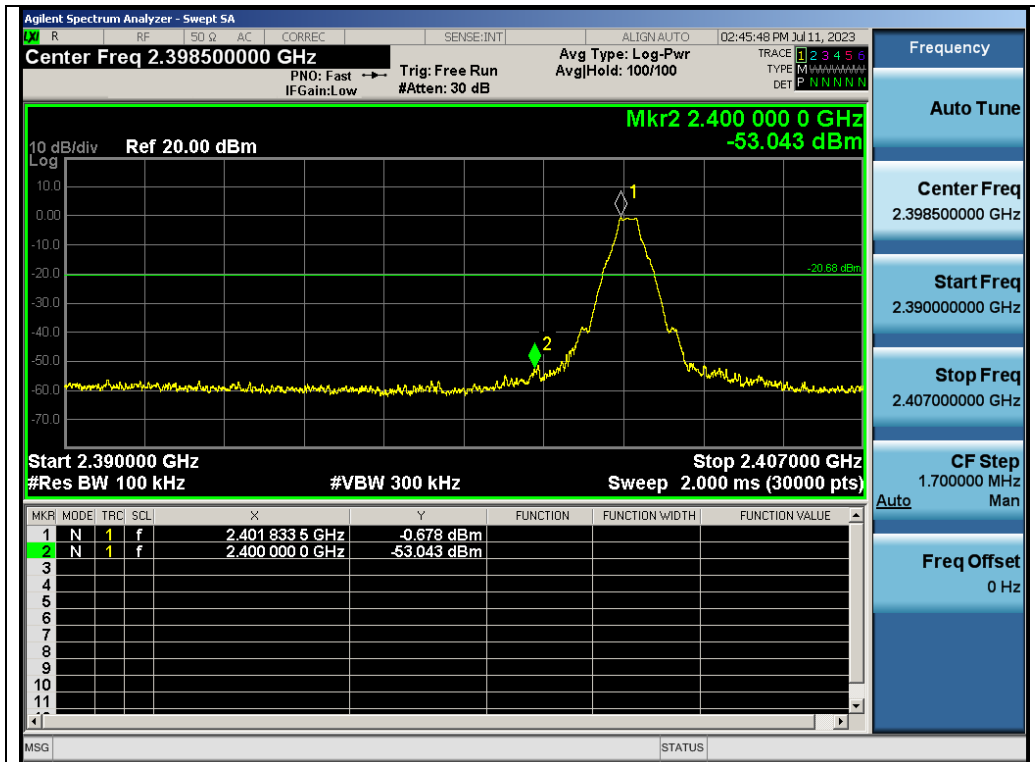 Agilent Spectrum Analyzer - Swept SA
LXI R RF 50 Ω AC CORREC SENSE:INT ALIGN AUTO 02:45:48 PM Jul 11, 2023
Center Freq 2.398500000 GHz
PNO: Fast
IFGain:Low
Trig: Free Run
#Atten: 30 dB
Avg Type: Log-Pwr
Avg|Hold: 100/100
TRACE 1 2 3 4 5 6
TYPE M
DET P N N N N N
Mkr2 2.400 000 0 GHz
-53.043 dBm
10 dB/div Ref 20.00 dBm
Log
10.0
0.00
-10.0
-20.0
-30.0
-40.0
-50.0
-60.0
-70.0
1
2
-20.68 dBm
Start 2.390000 GHz Stop 2.407000 GHz
#Res BW 100 kHz #VBW 300 kHz Sweep 2.000 ms (30000 pts)
MKR MODE TRC SCL X Y FUNCTION FUNCTION WIDTH FUNCTION VALUE
1 N 1 f 2.401 833 5 GHz -0.678 dBm
2 N 1 f 2.400 000 0 GHz -53.043 dBm
3
4
5
6
7
8
9
10
11
MSG STATUS
Frequency
Auto Tune
Center Freq
2.398500000 GHz
Start Freq
2.390000000 GHz
Stop Freq
2.407000000 GHz
CF Step
1.700000 MHz
Auto Man
Freq Offset
0 Hz